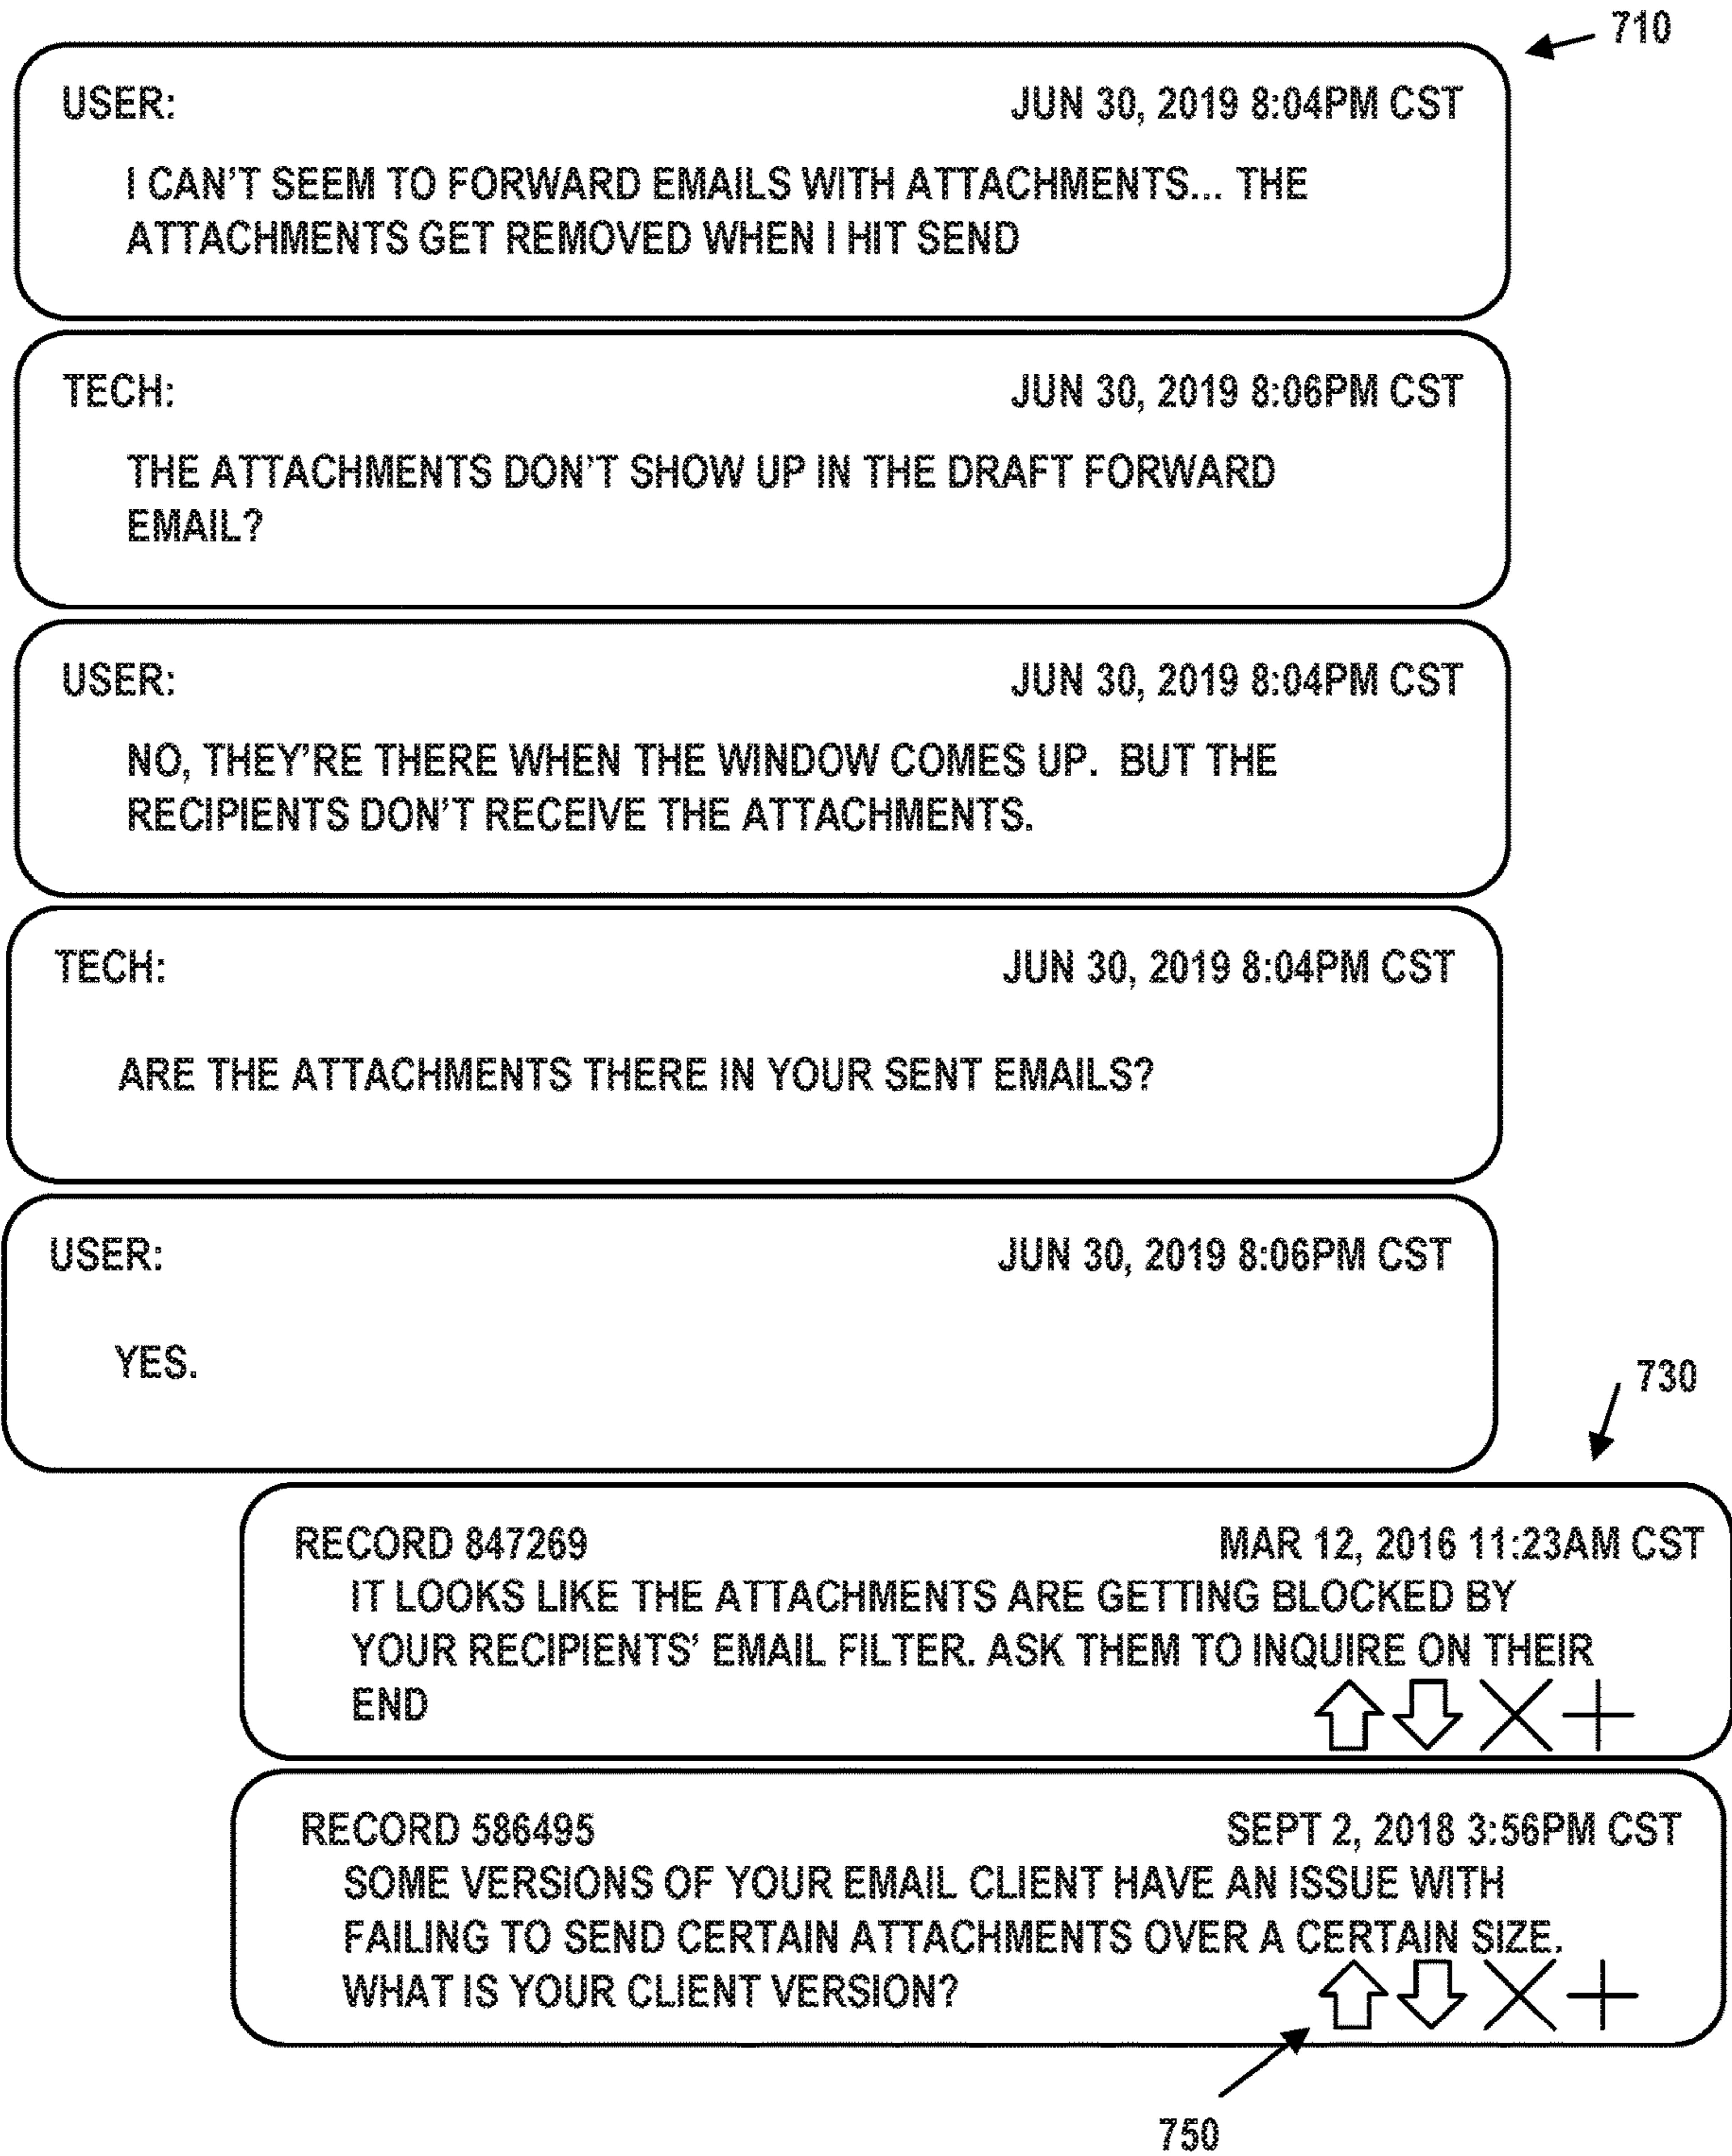 710
USER: JUN 30, 2019 8:04PM CST
I CAN'T SEEM TO FORWARD EMAILS WITH ATTACHMENTS... THE
ATTACHMENTS GET REMOVED WHEN I HIT SEND
TECH: JUN 30, 2019 8:06PM CST
THE ATTACHMENTS DON'T SHOW UP IN THE DRAFT FORWARD
EMAIL?
USER: JUN 30, 2019 8:04PM CST
NO, THEY'RE THERE WHEN THE WINDOW COMES UP.  BUT THE
RECIPIENTS DON'T RECEIVE THE ATTACHMENTS.
TECH: JUN 30, 2019 8:04PM CST
ARE THE ATTACHMENTS THERE IN YOUR SENT EMAILS?
USER: JUN 30, 2019 8:06PM CST
YES.
730
RECORD 847269 MAR 12, 2016 11:23AM CST
IT LOOKS LIKE THE ATTACHMENTS ARE GETTING BLOCKED BY
YOUR RECIPIENTS' EMAIL FILTER. ASK THEM TO INQUIRE ON THEIR
END
RECORD 586495 SEPT 2, 2018 3:56PM CST
SOME VERSIONS OF YOUR EMAIL CLIENT HAVE AN ISSUE WITH
FAILING TO SEND CERTAIN ATTACHMENTS OVER A CERTAIN SIZE.
WHAT IS YOUR CLIENT VERSION?
750